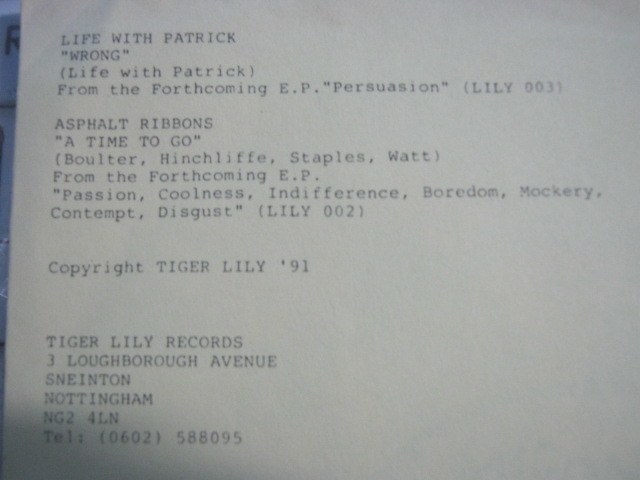 LIFE WITH PATRICK
"WRONG"
(Life with Patrick)
From the Forthcoming E.P."Persuasion" (LILY 003)
ASPHALT RIBBONS
"A TIME TO GO"
(Boulter, Hinchliffe, Staples, Watt)
From the Forthcoming E.P.
"Passion, Coolness, Indifference, Boredom, Mockery,
Contempt, Disgust" (LILY 002)
Copyright TIGER LILY '91
TIGER LILY RECORDS
3 LOUGHBOROUGH AVENUE
SNEINTON
NOTTINGHAM
NG2 4LN
Tel: (0602) 588095